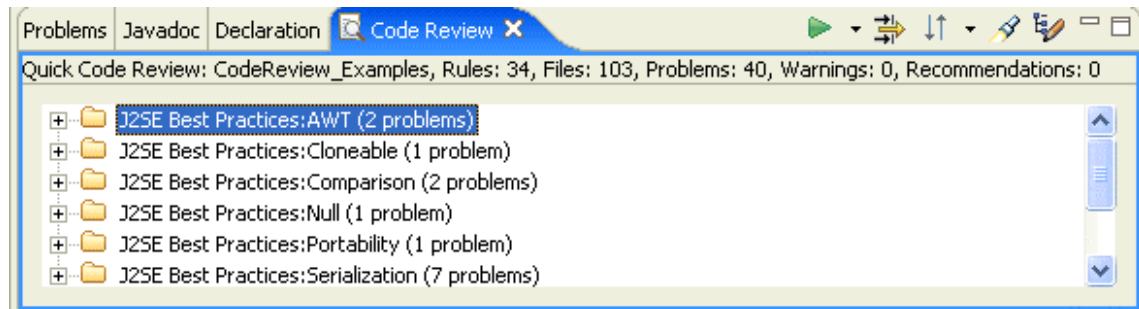 Problems Javadoc Declaration Code Review
Quick Code Review: CodeReview_Examples, Rules: 34, Files: 103, Problems: 40, Warnings: 0, Recommendations: 0
J2SE Best Practices:AWT (2 problems)
J2SE Best Practices:Cloneable (1 problem)
J2SE Best Practices:Comparison (2 problems)
J2SE Best Practices:Null (1 problem)
J2SE Best Practices:Portability (1 problem)
J2SE Best Practices:Serialization (7 problems)